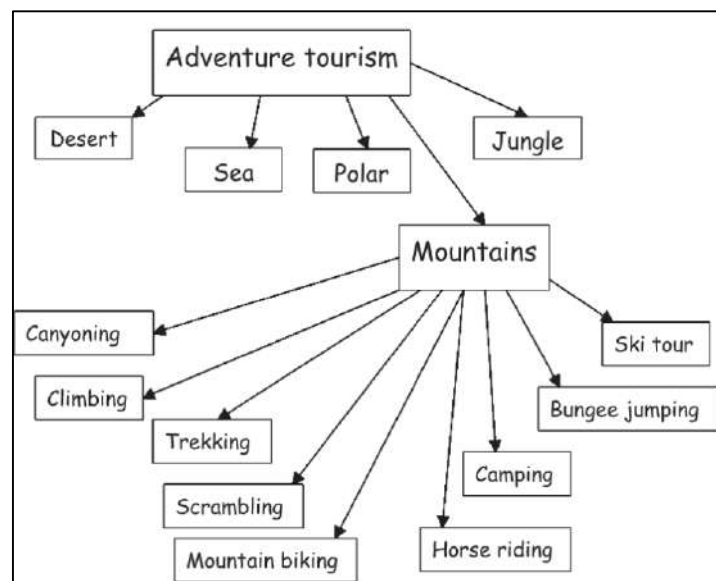 Adventure tourism
Desert
Sea
Polar
Jungle
Mountains
Canyoning
Ski tour
Climbing
Bungee jumping
Trekking
Camping
Scrambling
Mountain biking
Horse riding